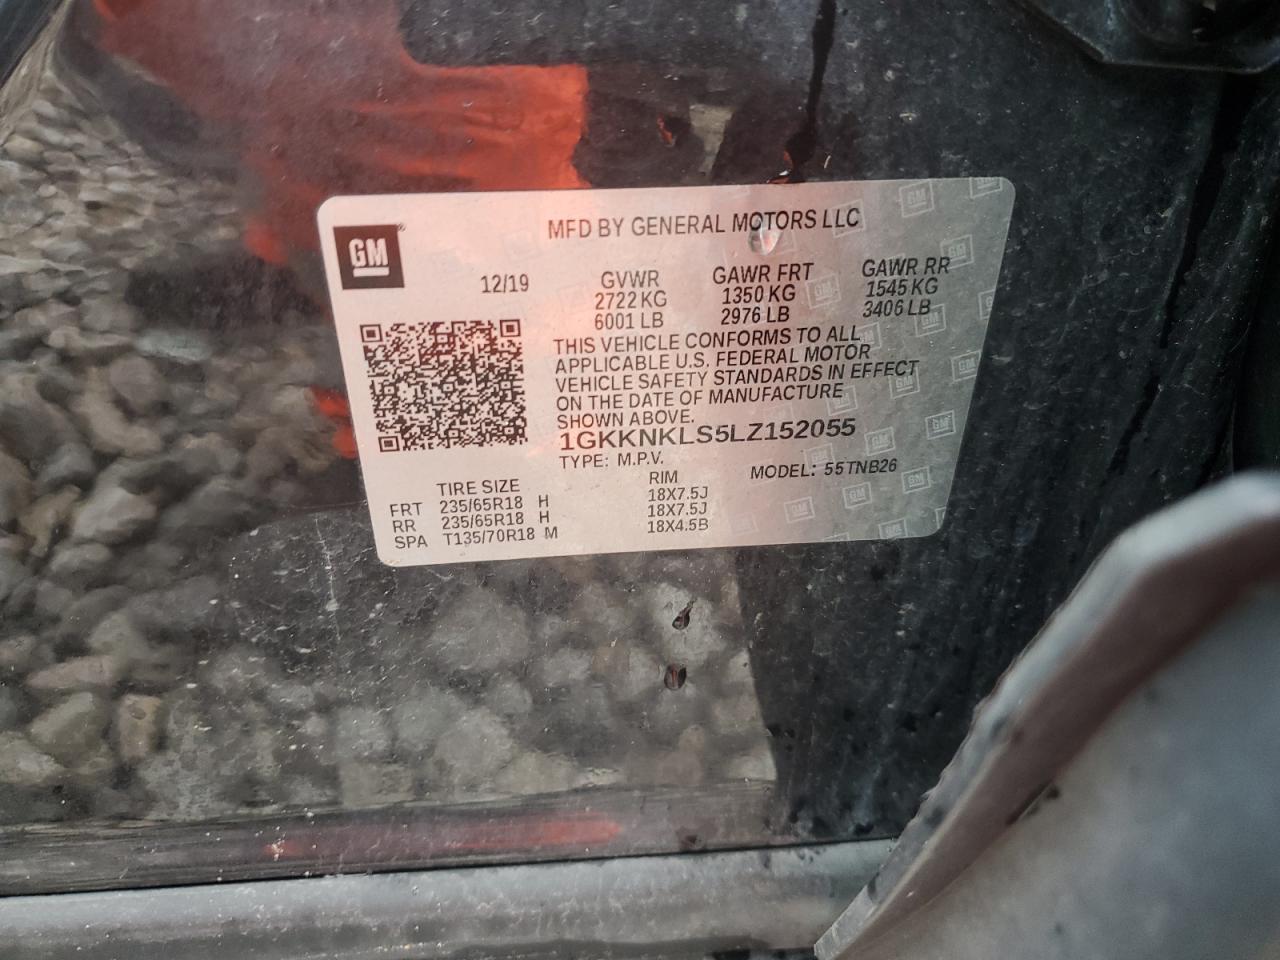 GM
MFD BY GENERAL MOTORS LLC
12/19
GVWR GAWR FRT GAWR RR
2722 KG 1350 KG 1545 KG
6001 LB 2976 LB 3406 LB
THIS VEHICLE CONFORMS TO ALL
APPLICABLE U.S. FEDERAL MOTOR
VEHICLE SAFETY STANDARDS IN EFFECT
ON THE DATE OF MANUFACTURE
SHOWN ABOVE.
1GKKNKLS5LZ152055
TYPE: M.P.V. MODEL: 55TNB26
TIRE SIZE RIM
FRT 235/65R18 H 18X7.5J
RR 235/65R18 H 18X7.5J
SPA T135/70R18 M 18X4.5B